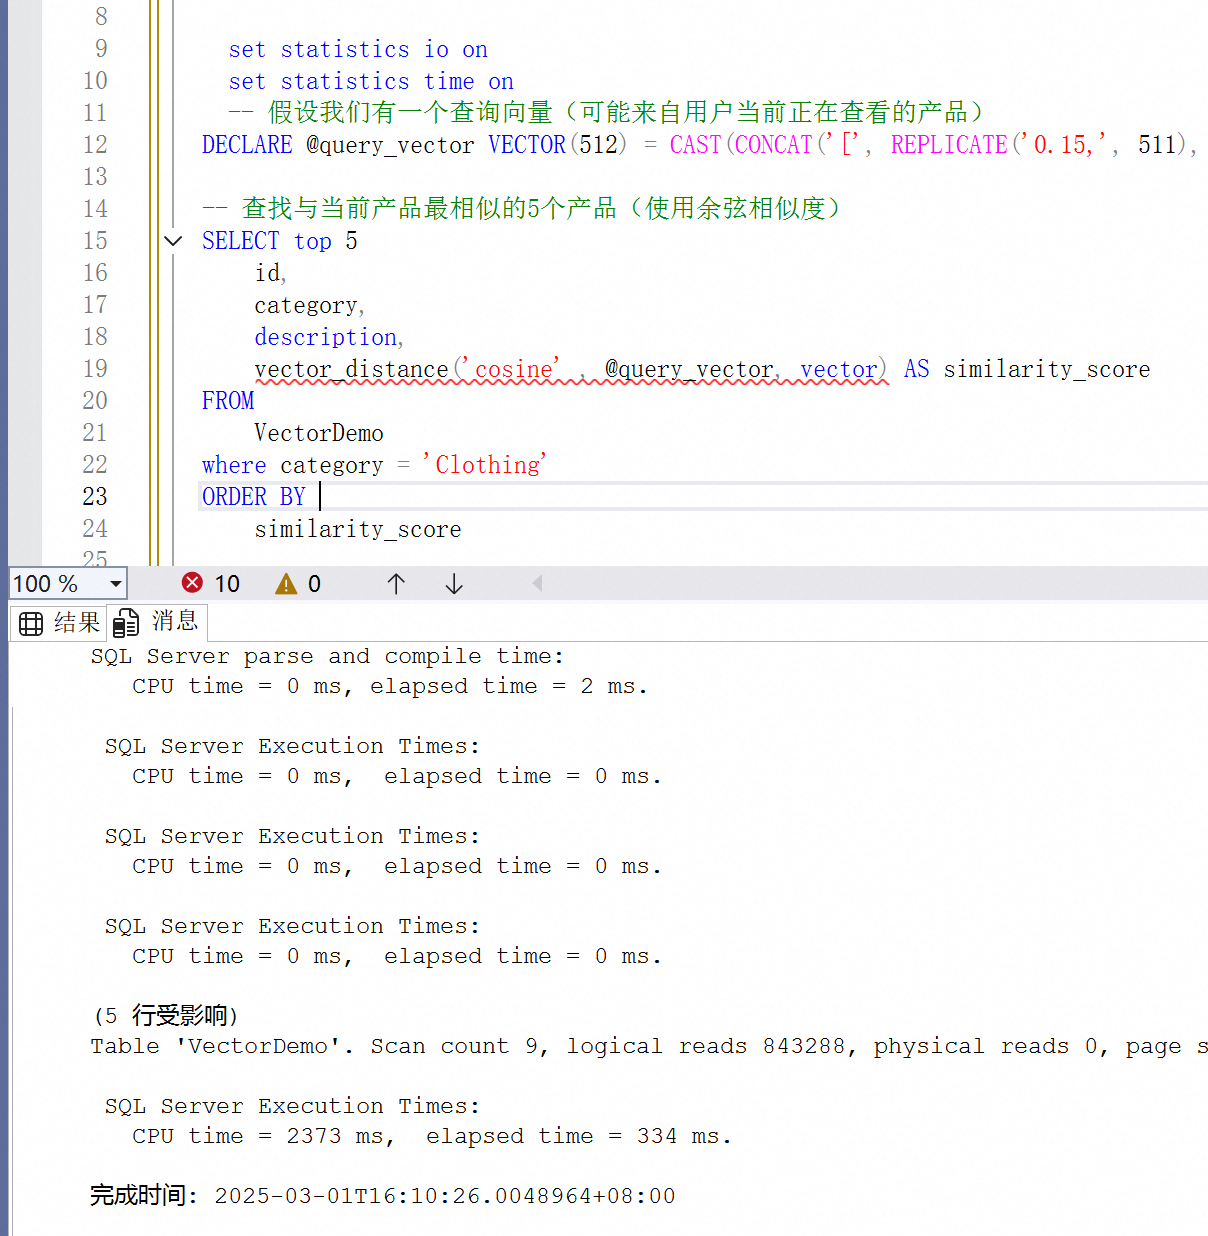 8
9 set statistics io on
10 set statistics time on
11 -- 假设我们有一个查询向量（可能来自用户当前正在查看的产品）
12 DECLARE @query_vector VECTOR(512) = CAST(CONCAT('[', REPLICATE('0.15,', 511),
13
14 -- 查找与当前产品最相似的5个产品（使用余弦相似度）
15 SELECT top 5
16 id,
17 category,
18 description,
19 vector_distance('cosine' , @query_vector, vector) AS similarity_score
20 FROM
21 VectorDemo
22 where category = 'Clothing'
23 ORDER BY
24 similarity_score
25
100 % 10 0
结果 消息
SQL Server parse and compile time:
CPU time = 0 ms, elapsed time = 2 ms.
SQL Server Execution Times:
CPU time = 0 ms, elapsed time = 0 ms.
SQL Server Execution Times:
CPU time = 0 ms, elapsed time = 0 ms.
SQL Server Execution Times:
CPU time = 0 ms, elapsed time = 0 ms.
(5 行受影响)
Table 'VectorDemo'. Scan count 9, logical reads 843288, physical reads 0, page s
SQL Server Execution Times:
CPU time = 2373 ms, elapsed time = 334 ms.
完成时间: 2025-03-01T16:10:26.0048964+08:00